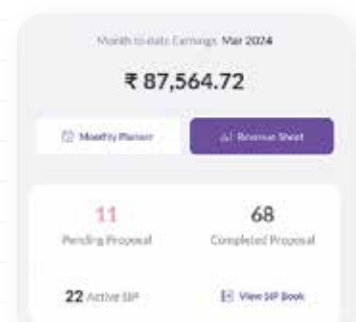 Month to date Earnings Mar 2024
₹ 87,564.72
Monthly Planner Revenue Sheet
11 68
Pending Proposal Completed Proposal
22 Active SIP View SIP Book